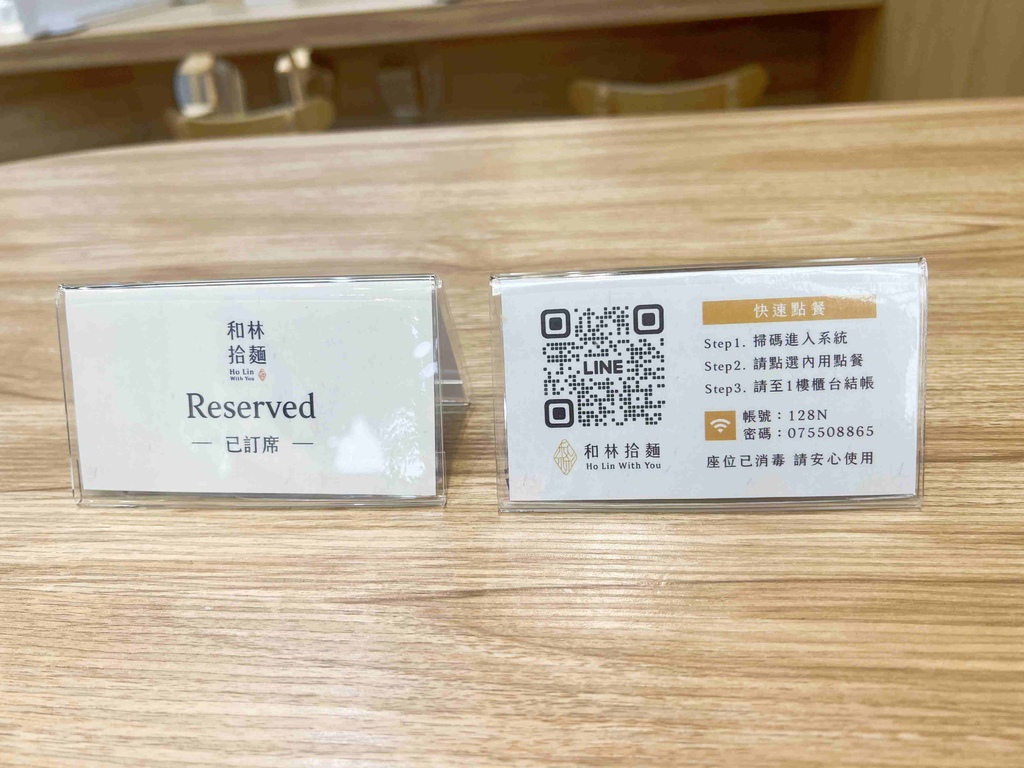 和林
拾麵
Ho Lin
With You
Reserved
— 已訂席 —
LINE
和林拾麵
Ho Lin With You
快速點餐
Step1. 掃碼進入系統
Step2. 請點選內用點餐
Step3. 請至1樓櫃台結帳
帳號：128N
密碼：075508865
座位已消毒 請安心使用